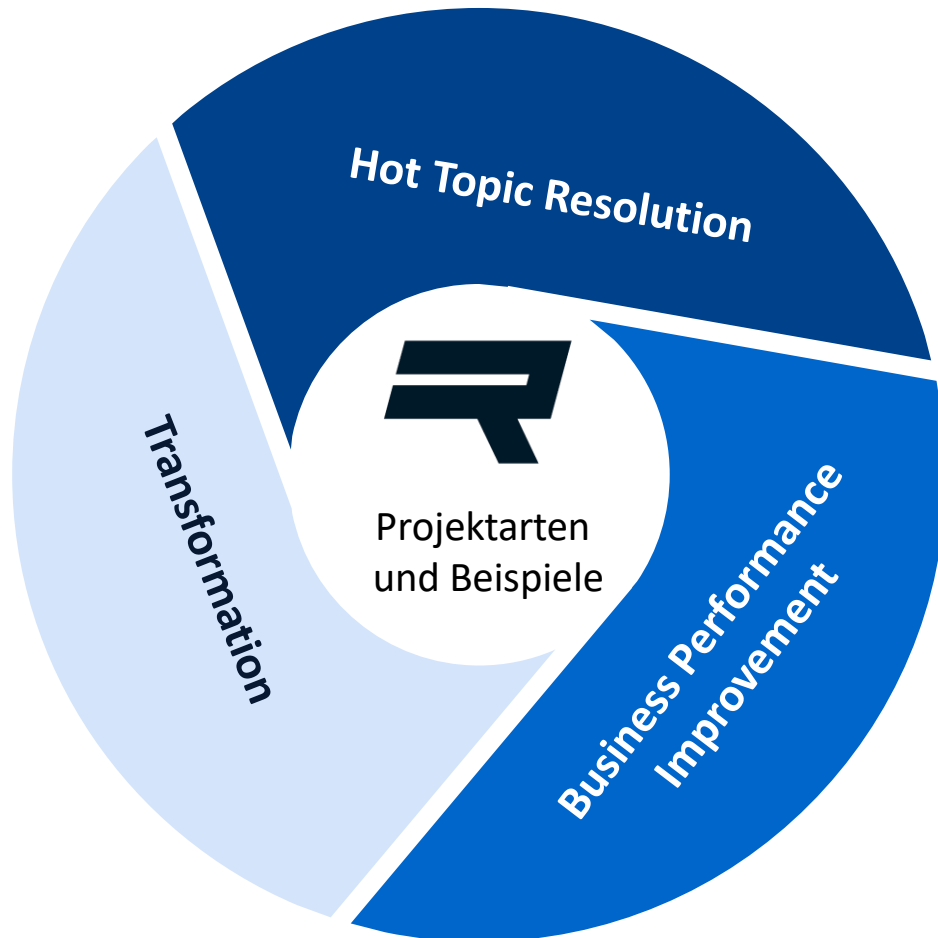 Hot Topic Resolution
Transformation
Projektarten
und Beispiele
Business Performance
Improvement